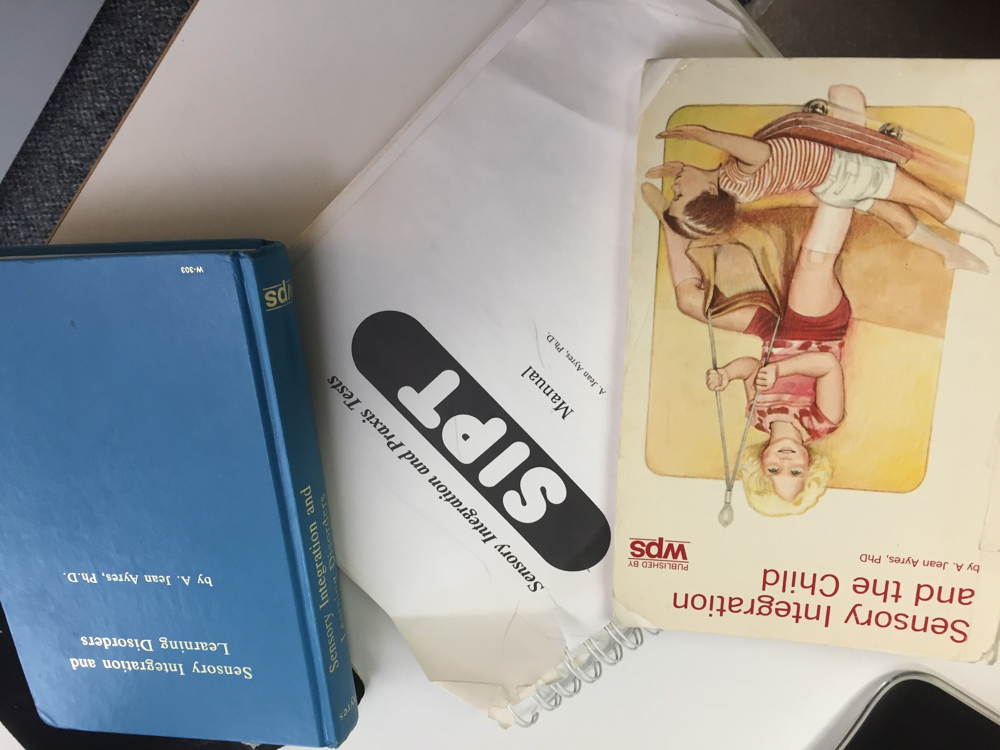 Sensory Integration
and the Child
by A. Jean Ayres, PhD
PUBLISHED BY
wps
Sensory Integration and Praxis Tests
SIPT
Manual
A. Jean Ayres, Ph.D.
Sensory Integration and
Learning Disorders
by A. Jean Ayres, Ph.D.
W-303
Ayres
Sensory Integration and
Learning Disorders
wps